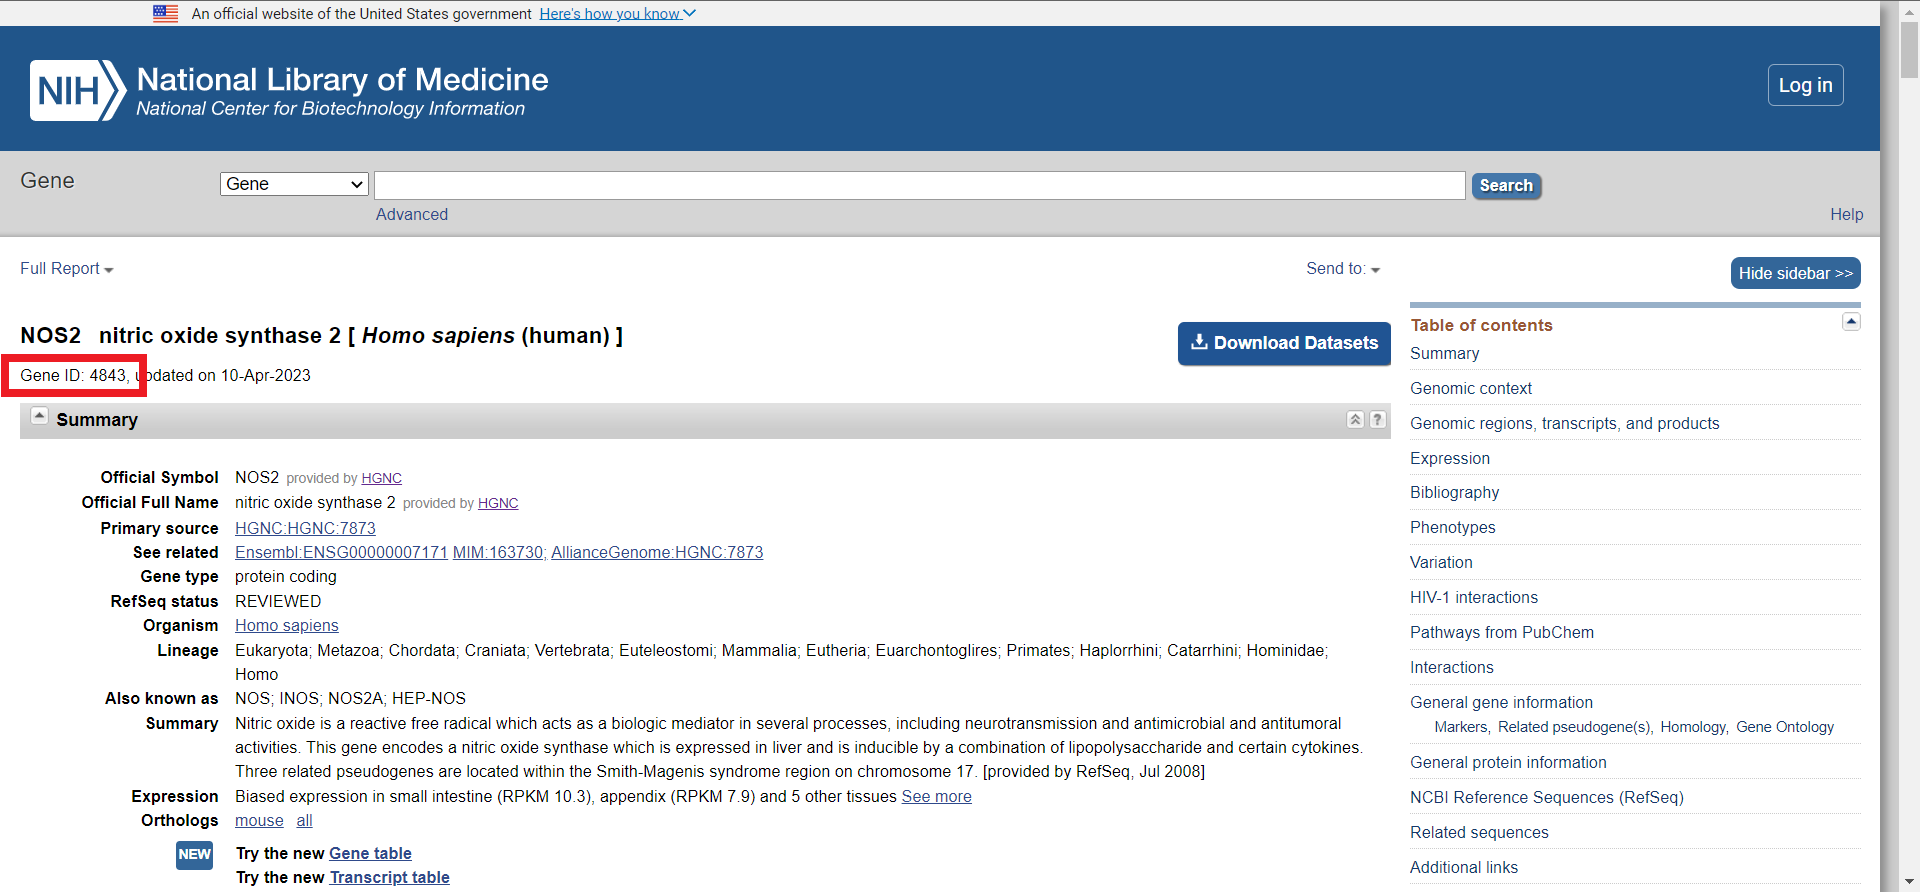 An official website of the United States government Here's how you know
NIH National Library of Medicine
National Center for Biotechnology Information
Log in
Gene Gene Search
Advanced Help
Full Report Send to: Hide sidebar >>
NOS2 nitric oxide synthase 2 [ Homo sapiens (human) ]
Download Datasets
Gene ID: 4843, updated on 10-Apr-2023
Summary ?
Official Symbol NOS2 provided by HGNC
Official Full Name nitric oxide synthase 2 provided by HGNC
Primary source HGNC:HGNC:7873
See related Ensembl:ENSG00000007171 MIM:163730; AllianceGenome:HGNC:7873
Gene type protein coding
RefSeq status REVIEWED
Organism Homo sapiens
Lineage Eukaryota; Metazoa; Chordata; Craniata; Vertebrata; Euteleostomi; Mammalia; Eutheria; Euarchontoglires; Primates; Haplorrhini; Catarrhini; Hominidae;
Homo
Also known as NOS; INOS; NOS2A; HEP-NOS
Summary Nitric oxide is a reactive free radical which acts as a biologic mediator in several processes, including neurotransmission and antimicrobial and antitumoral
activities. This gene encodes a nitric oxide synthase which is expressed in liver and is inducible by a combination of lipopolysaccharide and certain cytokines.
Three related pseudogenes are located within the Smith-Magenis syndrome region on chromosome 17. [provided by RefSeq, Jul 2008]
Expression Biased expression in small intestine (RPKM 10.3), appendix (RPKM 7.9) and 5 other tissues See more
Orthologs mouse all
NEW Try the new Gene table
Try the new Transcript table
Table of contents
Summary
Genomic context
Genomic regions, transcripts, and products
Expression
Bibliography
Phenotypes
Variation
HIV-1 interactions
Pathways from PubChem
Interactions
General gene information
Markers, Related pseudogene(s), Homology, Gene Ontology
General protein information
NCBI Reference Sequences (RefSeq)
Related sequences
Additional links